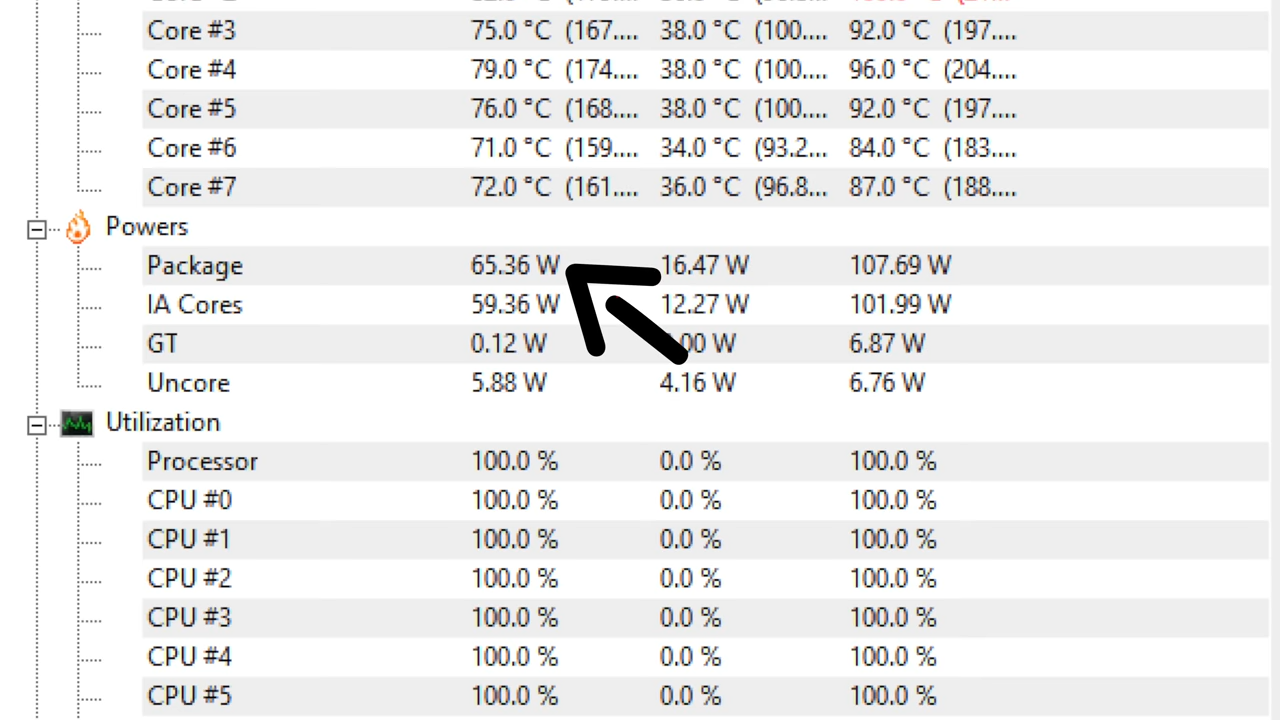 Core #3 75.0 °C (167.... 38.0 °C (100.... 92.0 °C (197....
Core #4 79.0 °C (174.... 38.0 °C (100.... 96.0 °C (204....
Core #5 76.0 °C (168.... 38.0 °C (100.... 92.0 °C (197....
Core #6 71.0 °C (159.... 34.0 °C (93.2... 84.0 °C (183....
Core #7 72.0 °C (161.... 36.0 °C (96.8... 87.0 °C (188....
Powers
Package 65.36 W 16.47 W 107.69 W
IA Cores 59.36 W 12.27 W 101.99 W
GT 0.12 W .00 W 6.87 W
Uncore 5.88 W 4.16 W 6.76 W
Utilization
Processor 100.0 % 0.0 % 100.0 %
CPU #0 100.0 % 0.0 % 100.0 %
CPU #1 100.0 % 0.0 % 100.0 %
CPU #2 100.0 % 0.0 % 100.0 %
CPU #3 100.0 % 0.0 % 100.0 %
CPU #4 100.0 % 0.0 % 100.0 %
CPU #5 100.0 % 0.0 % 100.0 %